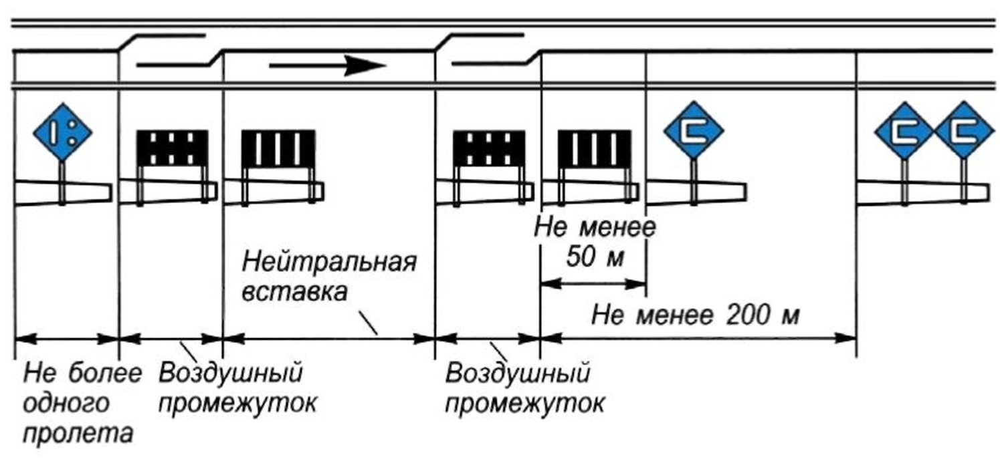 Не менее
50 м
Нейтральная
вставка
Не менее 200 м
Не более
одного
пролета
Воздушный
промежуток
Воздушный
промежуток